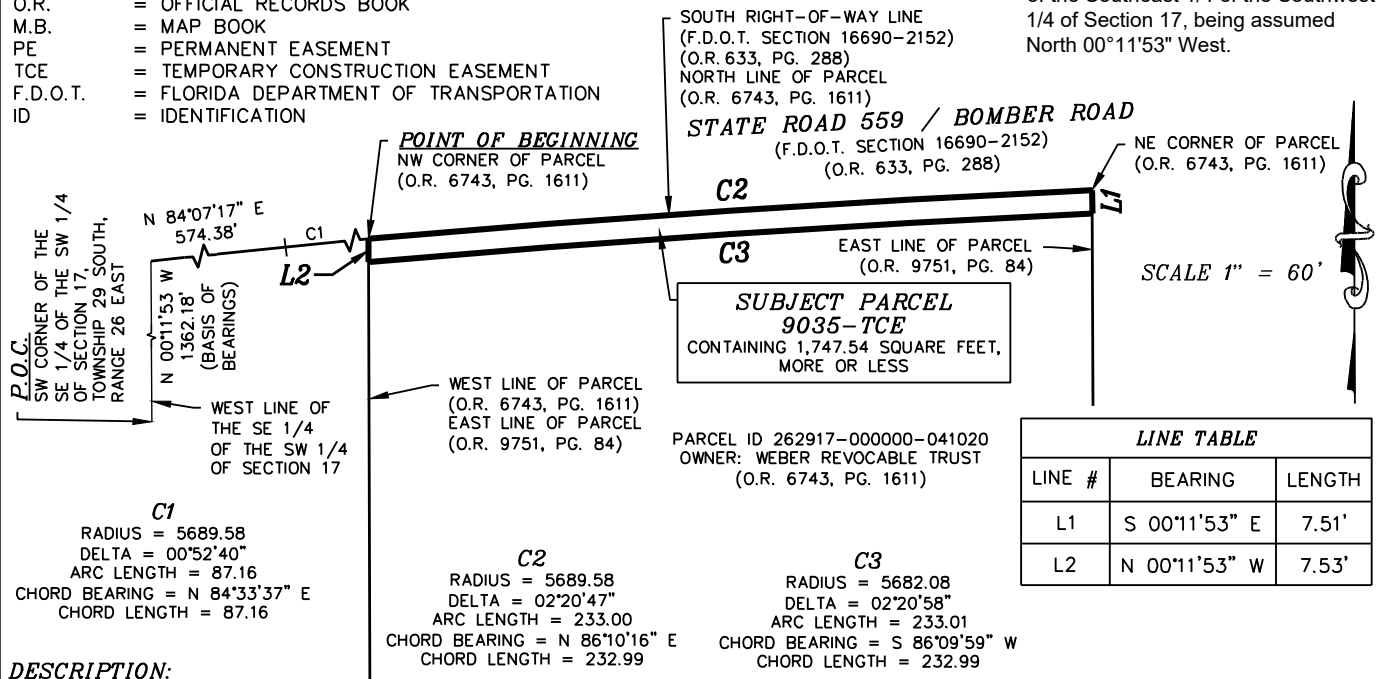 O.R. = OFFICIAL RECORDS BOOK
M.B. = MAP BOOK
PE = PERMANENT EASEMENT
TCE = TEMPORARY CONSTRUCTION EASEMENT
F.D.O.T. = FLORIDA DEPARTMENT OF TRANSPORTATION
ID = IDENTIFICATION
of the Southeast 1/4 of the Southwest
1/4 of Section 17, being assumed
North 00°11'53" West.
SOUTH RIGHT-OF-WAY LINE
(F.D.O.T. SECTION 16690-2152)
(O.R. 633, PG. 288)
NORTH LINE OF PARCEL
(O.R. 6743, PG. 1611)
STATE ROAD 559 / BOMBER ROAD
(F.D.O.T. SECTION 16690-2152)
(O.R. 633, PG. 288)
NE CORNER OF PARCEL
(O.R. 6743, PG. 1611)
POINT OF BEGINNING
NW CORNER OF PARCEL
(O.R. 6743, PG. 1611)
P.O.C.
SW CORNER OF THE
SE 1/4 OF THE SW 1/4
OF SECTION 17,
TOWNSHIP 29 SOUTH,
RANGE 26 EAST
N 84°07'17" E
574.38'
C1
N 00°11'53 W
1362.18'
(BASIS OF
BEARINGS)
L2
C2
C3
L1
EAST LINE OF PARCEL
(O.R. 9751, PG. 84)
SCALE 1" = 60'
SUBJECT PARCEL
9035-TCE
CONTAINING 1,747.54 SQUARE FEET,
MORE OR LESS
WEST LINE OF
THE SE 1/4
OF THE SW 1/4
OF SECTION 17
WEST LINE OF PARCEL
(O.R. 6743, PG. 1611)
EAST LINE OF PARCEL
(O.R. 9751, PG. 84)
PARCEL ID 262917-000000-041020
OWNER: WEBER REVOCABLE TRUST
(O.R. 6743, PG. 1611)
LINE TABLE
LINE # BEARING LENGTH
L1 S 00°11'53" E 7.51'
L2 N 00°11'53" W 7.53'
C1
RADIUS = 5689.58
DELTA = 00°52'40"
ARC LENGTH = 87.16
CHORD BEARING = N 84°33'37" E
CHORD LENGTH = 87.16
C2
RADIUS = 5689.58
DELTA = 02°20'47"
ARC LENGTH = 233.00
CHORD BEARING = N 86°10'16" E
CHORD LENGTH = 232.99
C3
RADIUS = 5682.08
DELTA = 02°20'58"
ARC LENGTH = 233.01
CHORD BEARING = S 86°09'59" W
CHORD LENGTH = 232.99
DESCRIPTION: